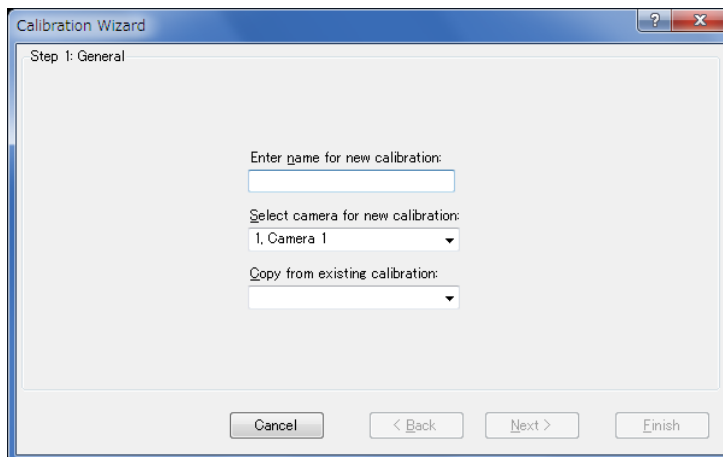 Calibration Wizard
?
X
Step 1: General
Enter name for new calibration:
Select camera for new calibration:
1, Camera 1
Copy from existing calibration:
Cancel
< Back
Next >
Finish